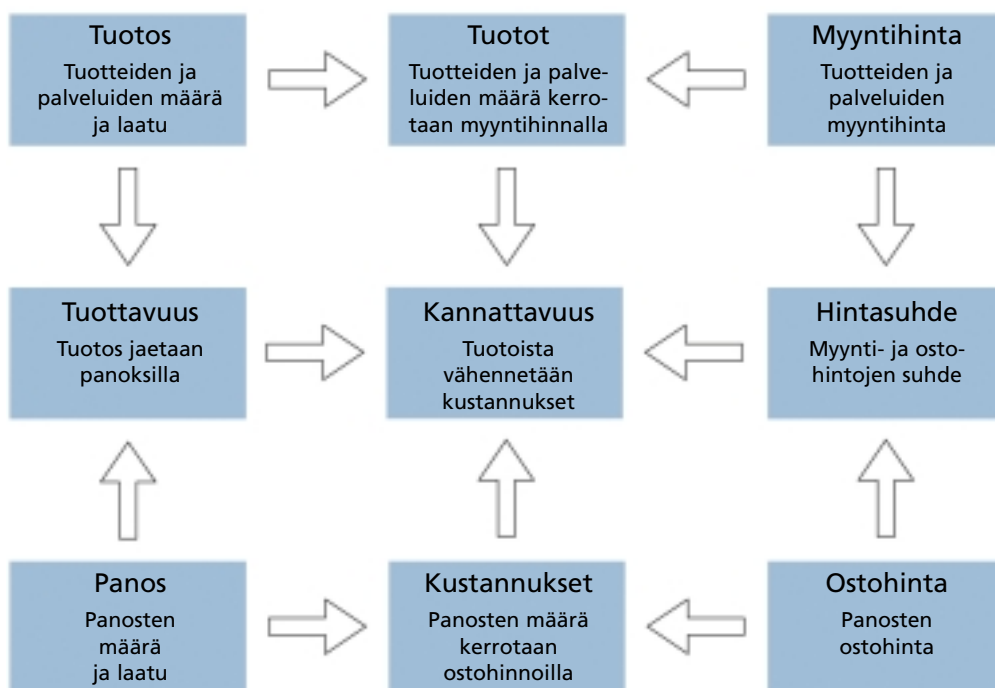 Tuotos
Tuotteiden ja
palveluiden määrä
ja laatu
Tuotot
Tuotteiden ja palve-
luiden määrä kerro-
taan myyntihinnalla
Myyntihinta
Tuotteiden ja
palveluiden
myyntihinta
Tuottavuus
Tuotos jaetaan
panoksilla
Kannattavuus
Tuotoista
vähennetään
kustannukset
Hintasuhde
Myynti- ja osto-
hintojen suhde
Panos
Panosten
määrä
ja laatu
Kustannukset
Panosten määrä
kerrotaan
ostohinnoilla
Ostohinta
Panosten
ostohinta